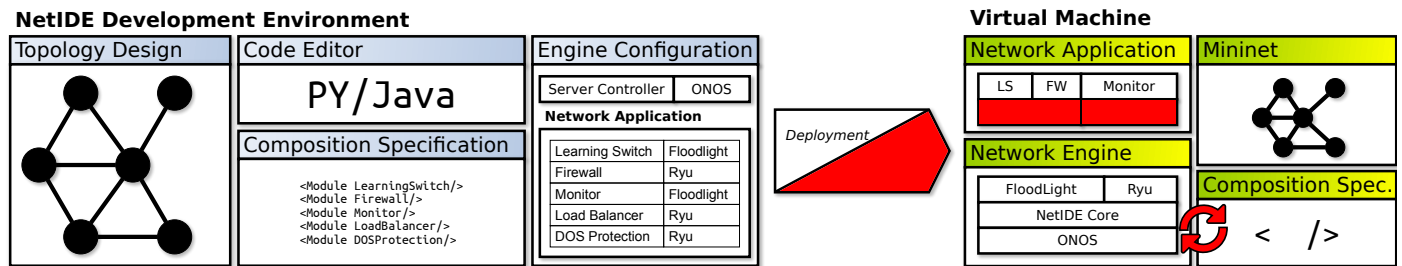 NetIDE Development Environment
Topology Design
Code Editor
PY/Java
Composition Specification
<Module LearningSwitch/>
<Module Firewall/>
<Module Monitor/>
<Module LoadBalancer/>
<Module DOSProtection/>
Engine Configuration
Server Controller ONOS
Network Application
Learning Switch Floodlight
Firewall Ryu
Monitor Floodlight
Load Balancer Ryu
DOS Protection Ryu
Deployment
Virtual Machine
Network Application
LS FW Monitor
Mininet
Network Engine
FloodLight Ryu
NetIDE Core
ONOS
Composition Spec.
< />